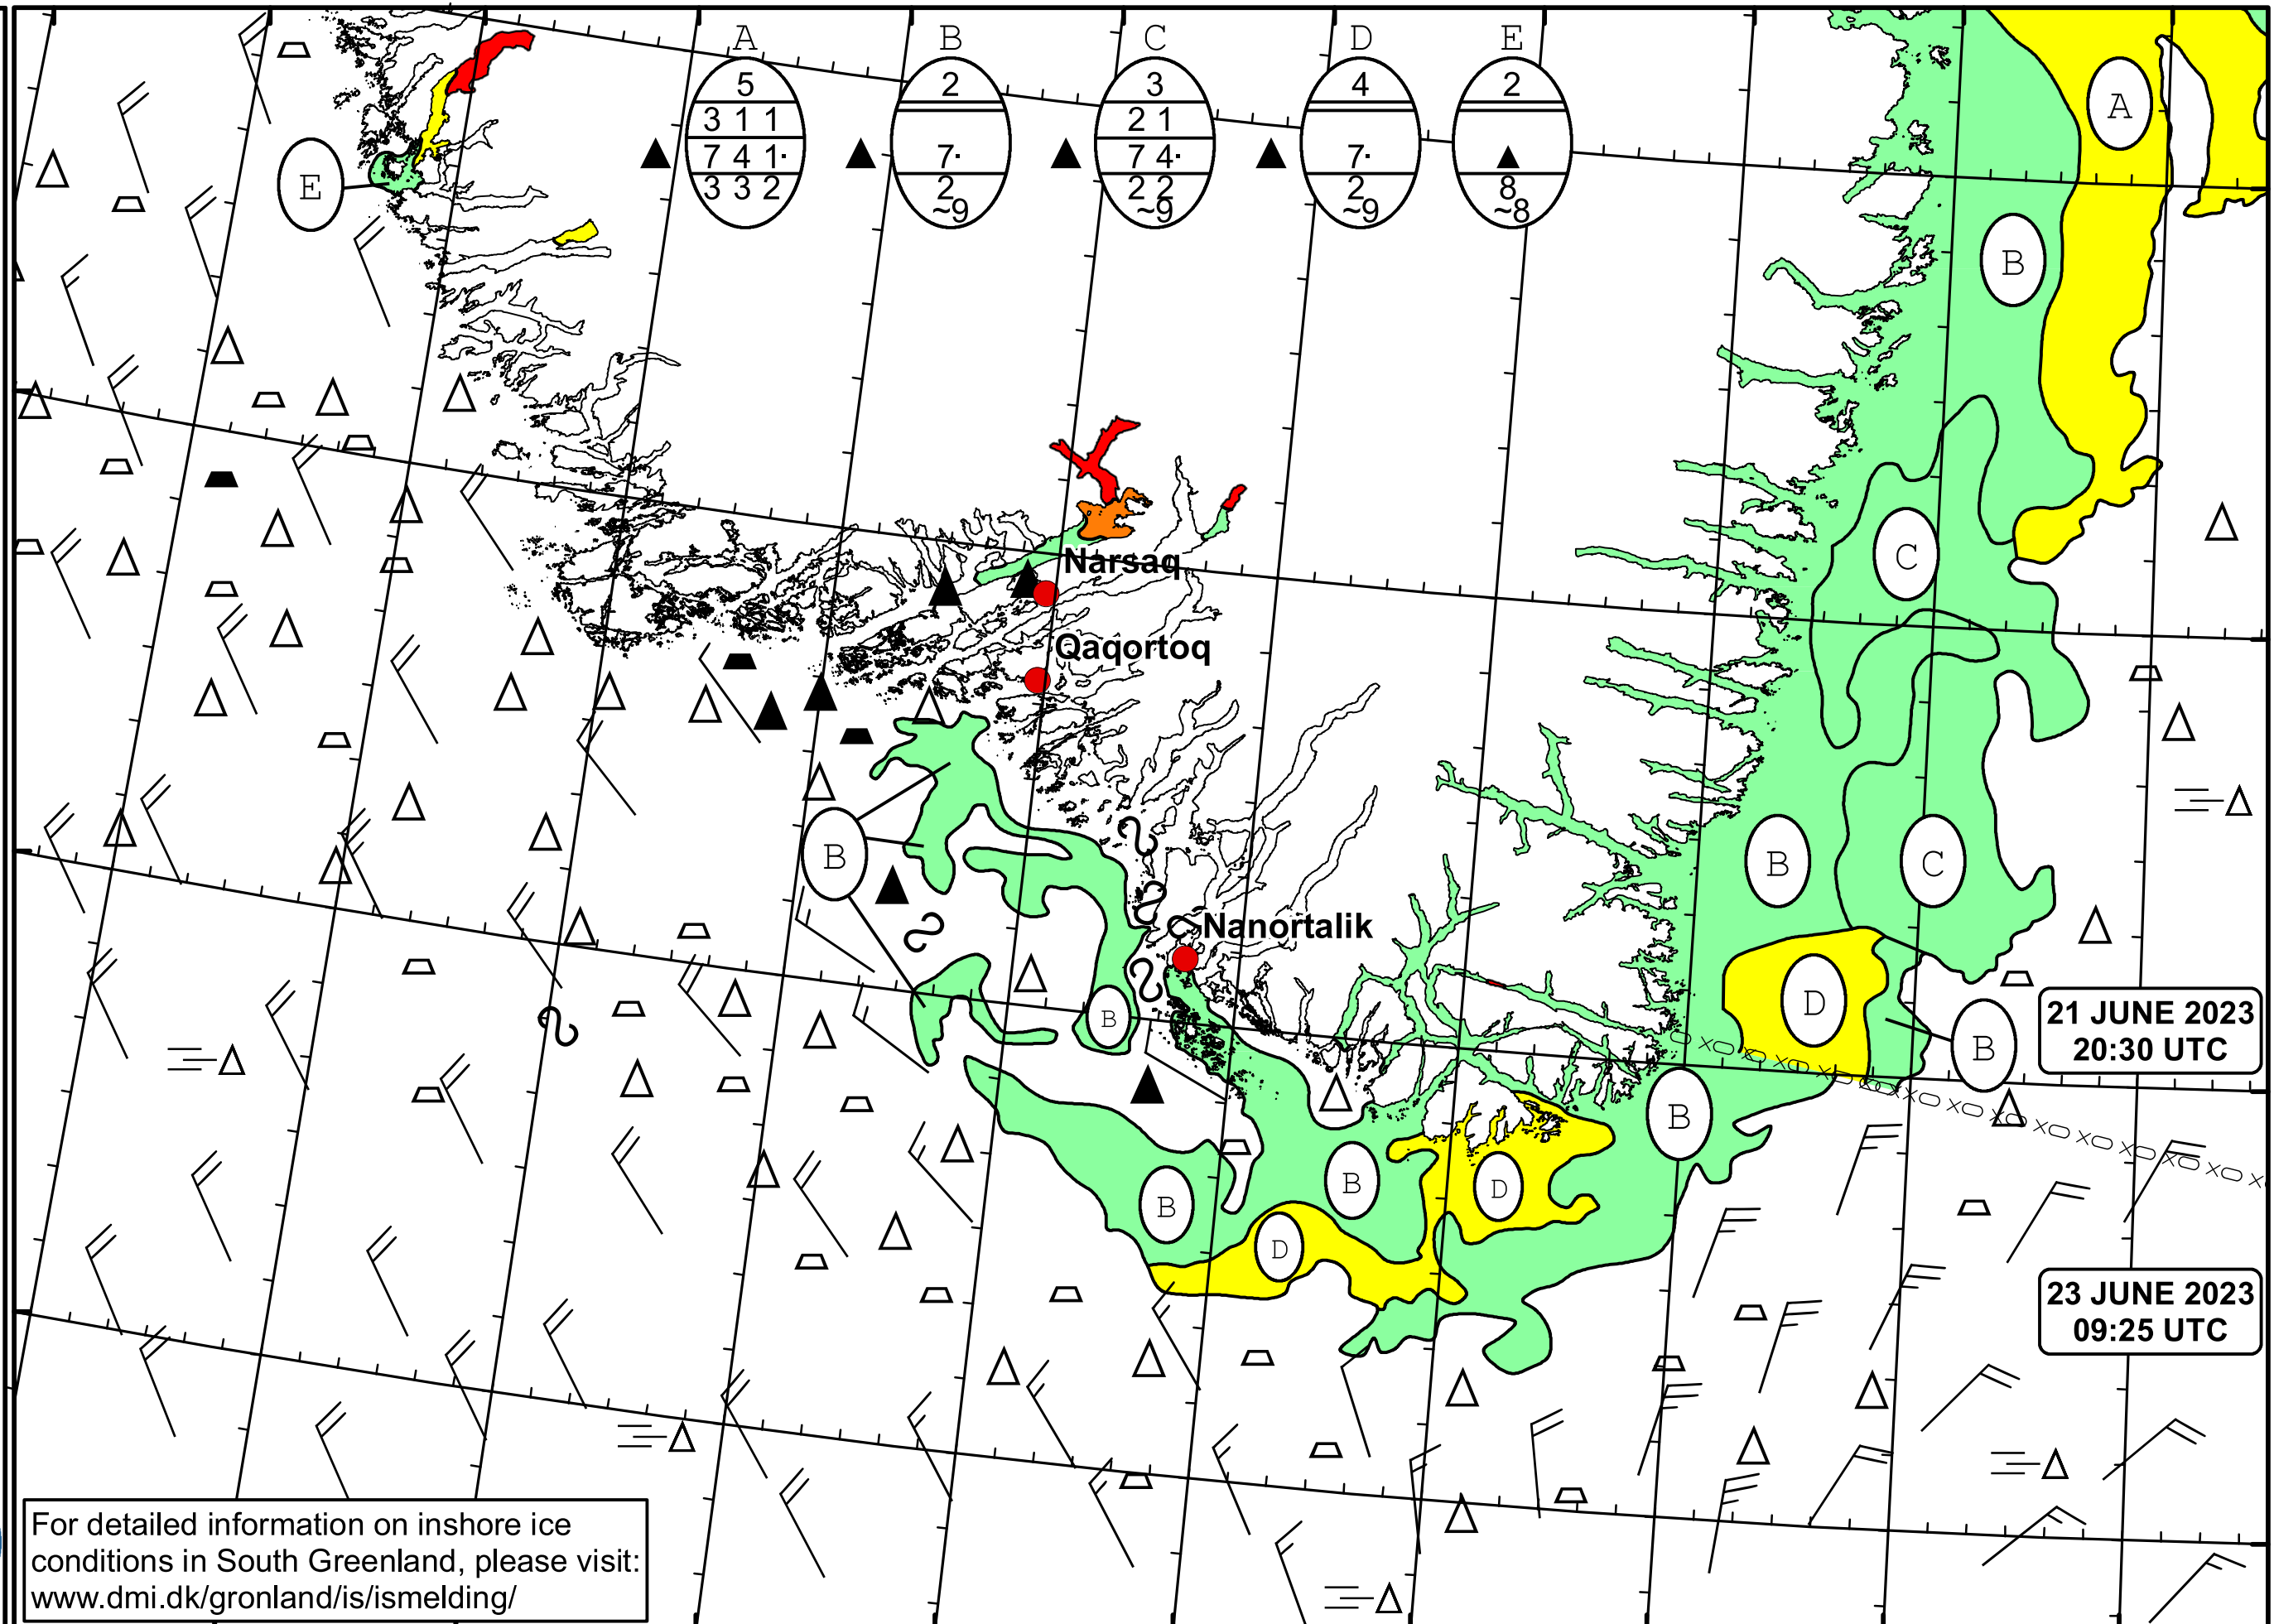 A B C D E
5
3 1 1
7 4 1·
3 3 2
2
7·
2
~9
3
2 1
7 4·
2 2
~9
4
7·
2
~9
2
8
~8
A
E
B
C
Narsaq
Qaqortoq
B
B
C
Nanortalik
D
B
21 JUNE 2023
20:30 UTC
B
B
B
D
B
D
23 JUNE 2023
09:25 UTC
For detailed information on inshore ice
conditions in South Greenland, please visit:
www.dmi.dk/gronland/is/ismelding/